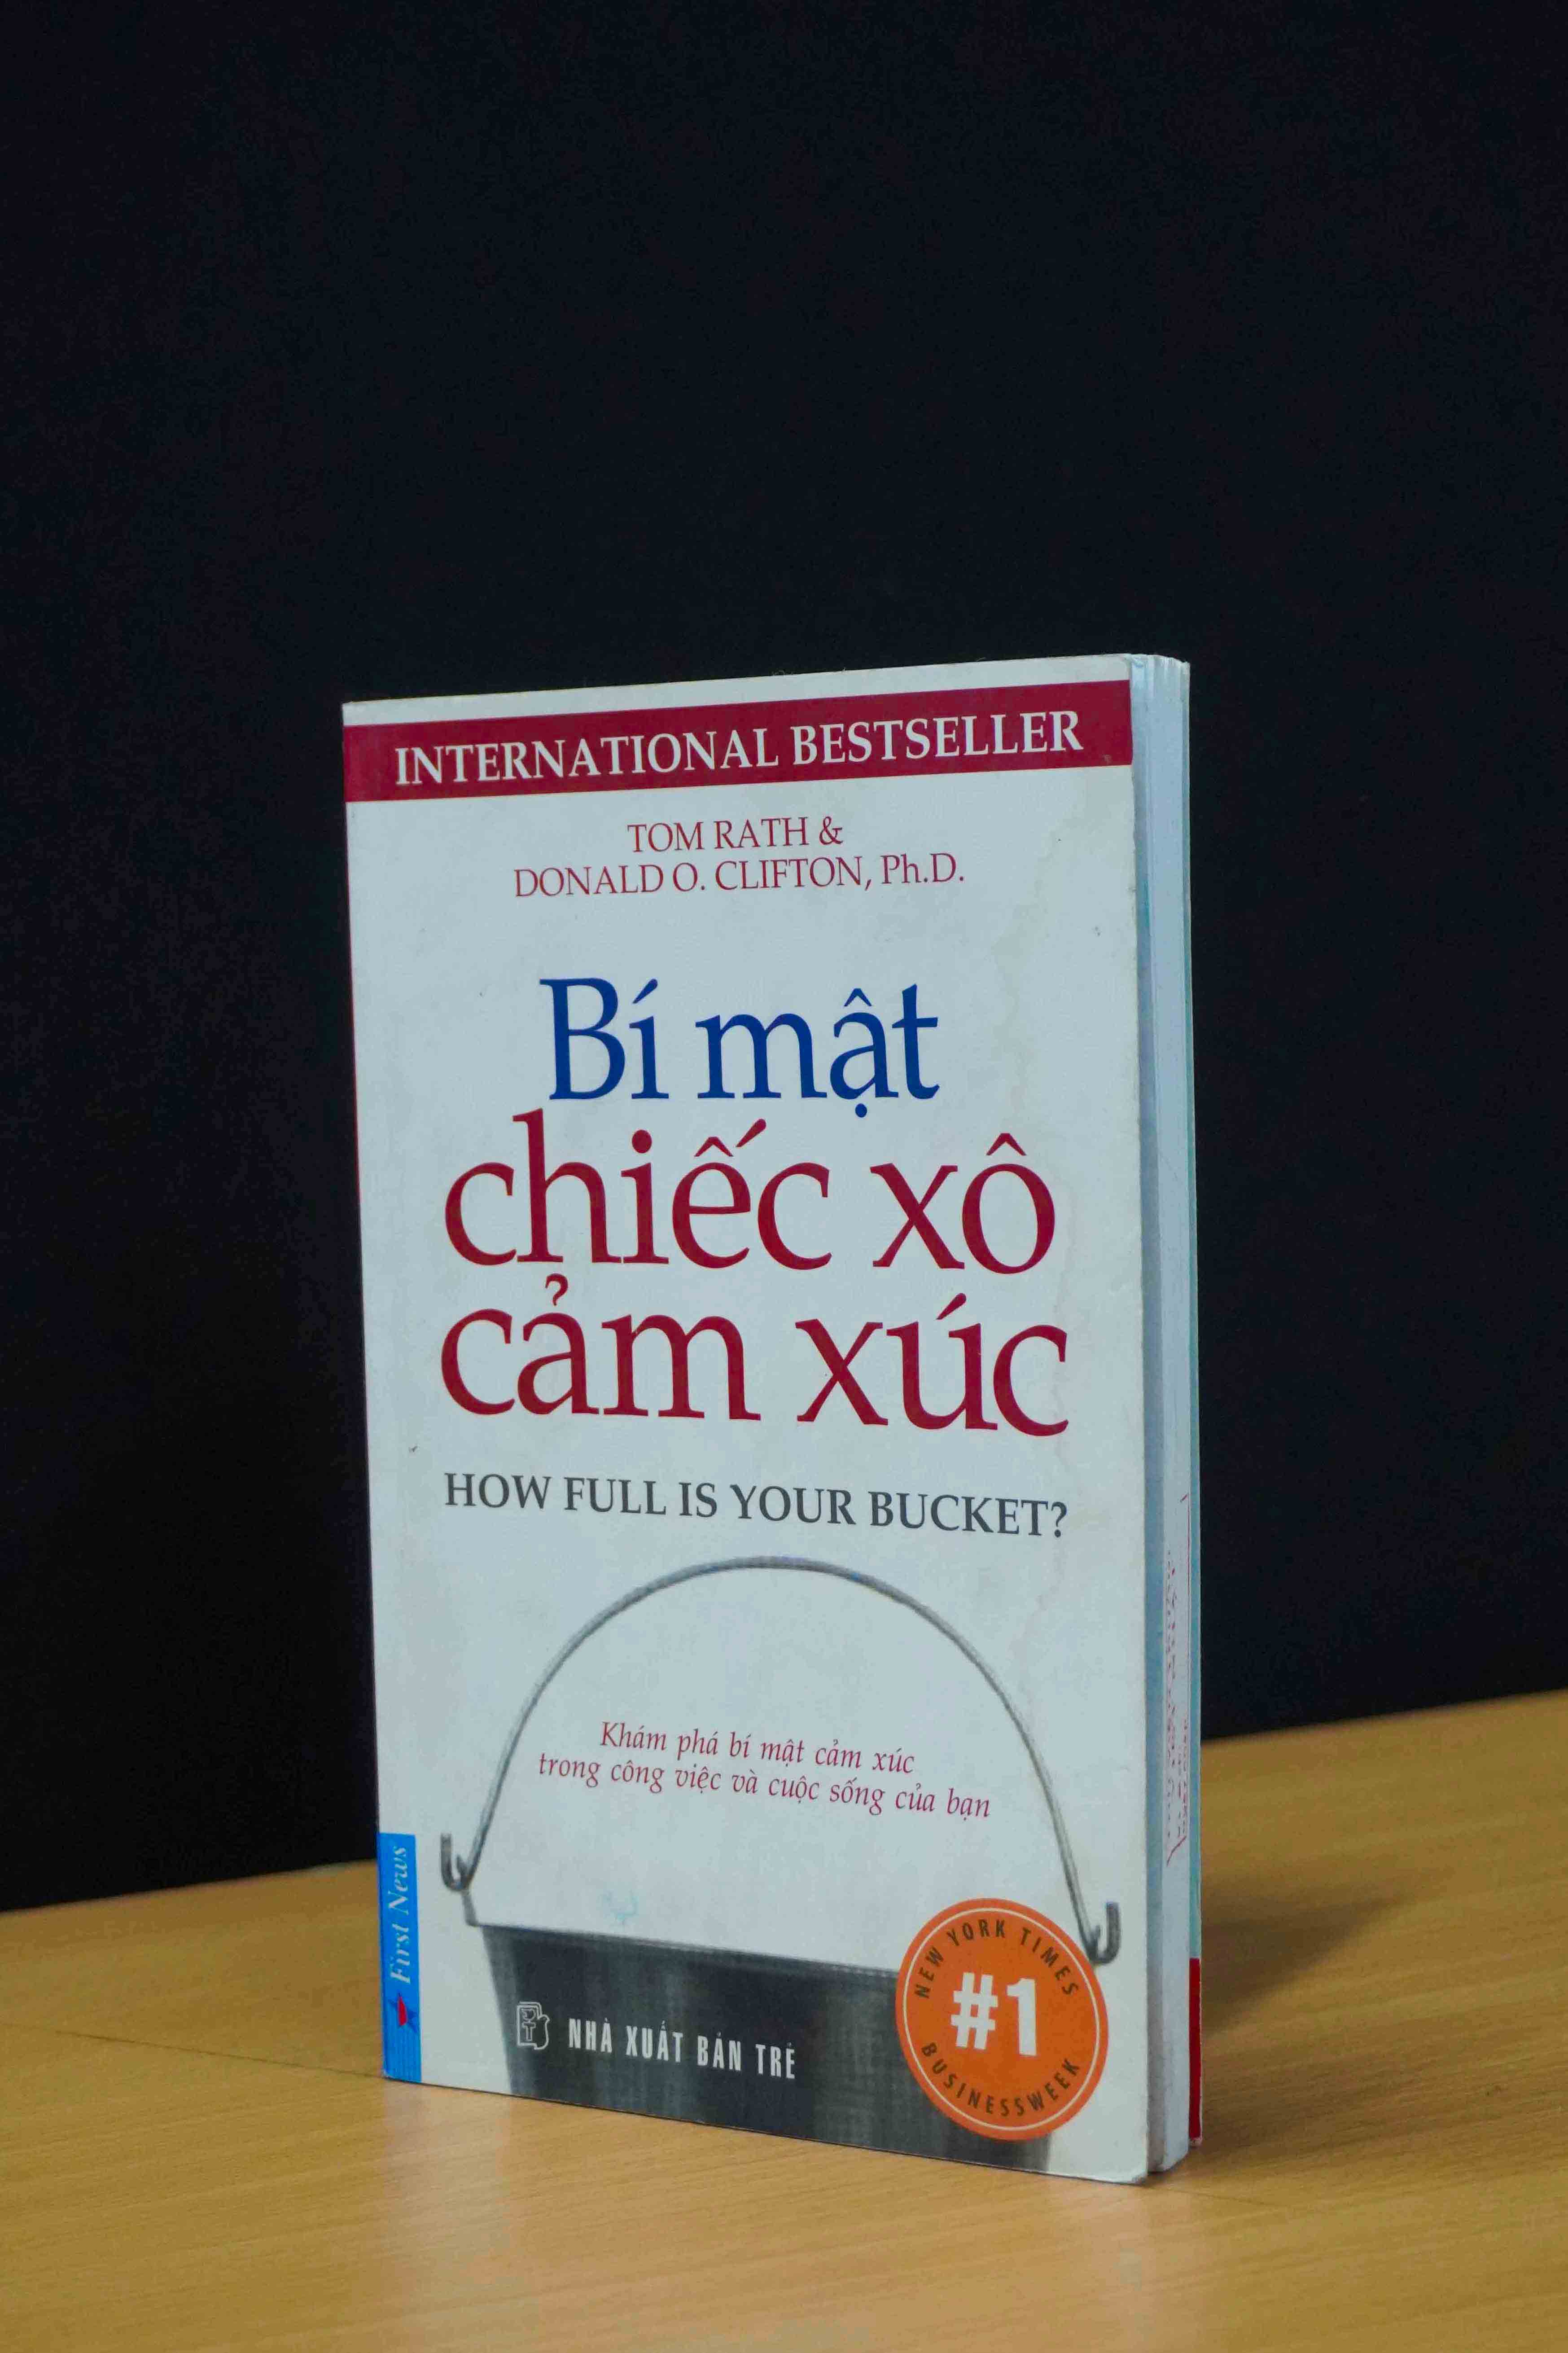 INTERNATIONAL BESTSELLER
TOM RATH &
DONALD O. CLIFTON, Ph.D.
Bí mật
chiếc xô
cảm xúc
HOW FULL IS YOUR BUCKET?
Khám phá bí mật cảm xúc
trong công việc và cuộc sống của bạn
First News
NHÀ XUẤT BẢN TRẺ
NEW YORK TIMES
#1
BUSINESSWEEK